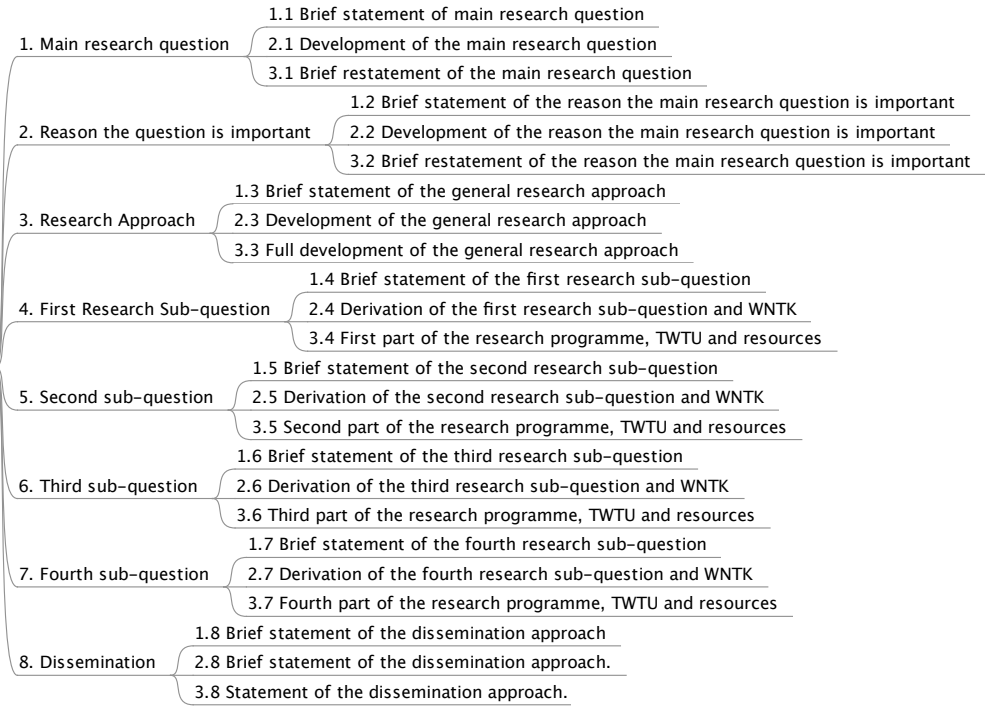 1.1 Brief statement of main research question
1. Main research question
2.1 Development of the main research question
3.1 Brief restatement of the main research question
1.2 Brief statement of the reason the main research question is important
2. Reason the question is important
2.2 Development of the reason the main research question is important
3.2 Brief restatement of the reason the main research question is important
1.3 Brief statement of the general research approach
3. Research Approach
2.3 Development of the general research approach
3.3 Full development of the general research approach
1.4 Brief statement of the first research sub-question
4. First Research Sub-question
2.4 Derivation of the first research sub-question and WNTK
3.4 First part of the research programme, TWTU and resources
1.5 Brief statement of the second research sub-question
5. Second sub-question
2.5 Derivation of the second research sub-question and WNTK
3.5 Second part of the research programme, TWTU and resources
1.6 Brief statement of the third research sub-question
6. Third sub-question
2.6 Derivation of the third research sub-question and WNTK
3.6 Third part of the research programme, TWTU and resources
1.7 Brief statement of the fourth research sub-question
7. Fourth sub-question
2.7 Derivation of the fourth research sub-question and WNTK
3.7 Fourth part of the research programme, TWTU and resources
1.8 Brief statement of the dissemination approach
8. Dissemination
2.8 Brief statement of the dissemination approach.
3.8 Statement of the dissemination approach.